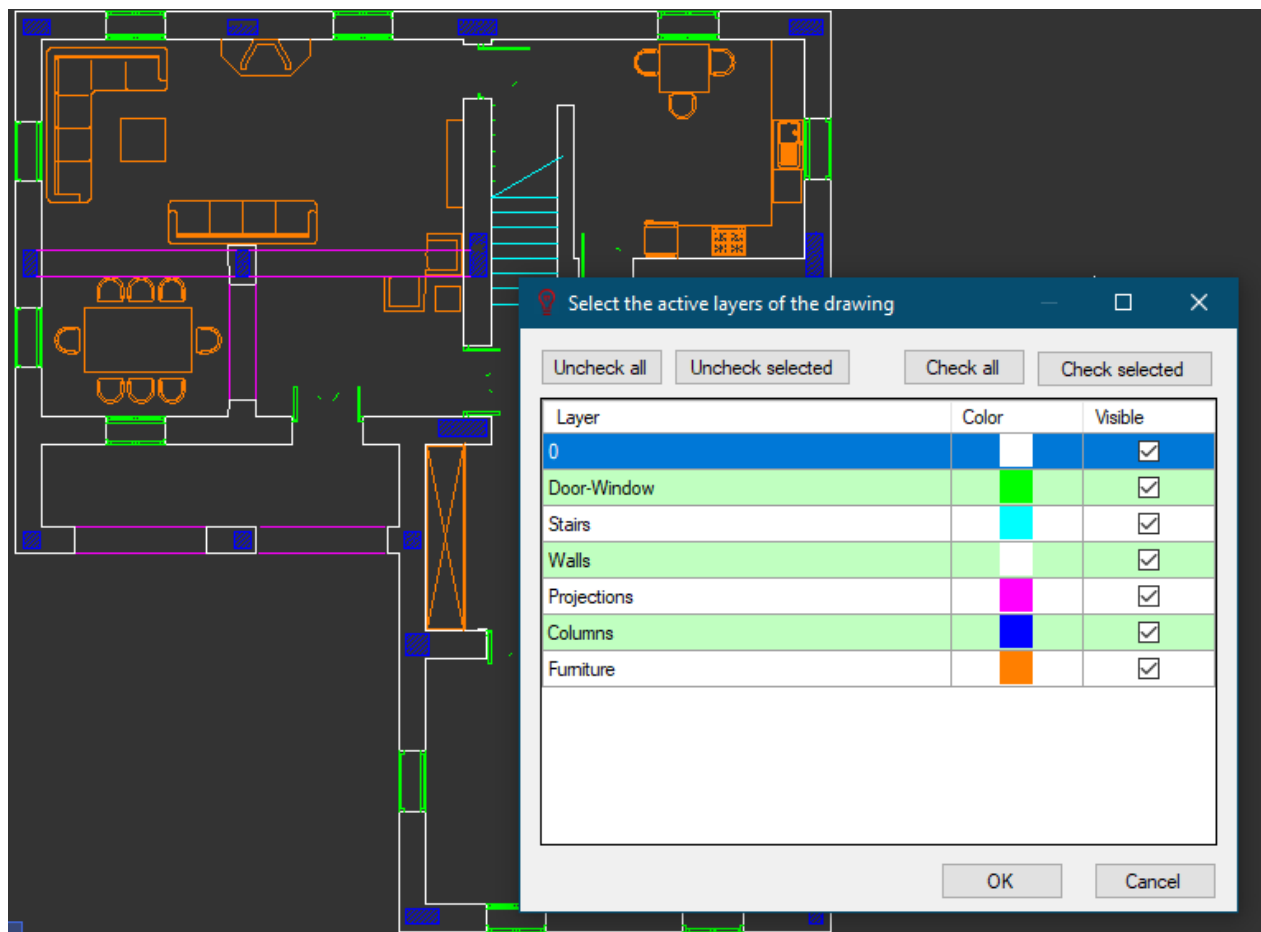 Select the active layers of the drawing
Uncheck all Uncheck selected Check all Check selected
Layer Color Visible
0
Door-Window
Stairs
Walls
Projections
Columns
Furniture
OK Cancel